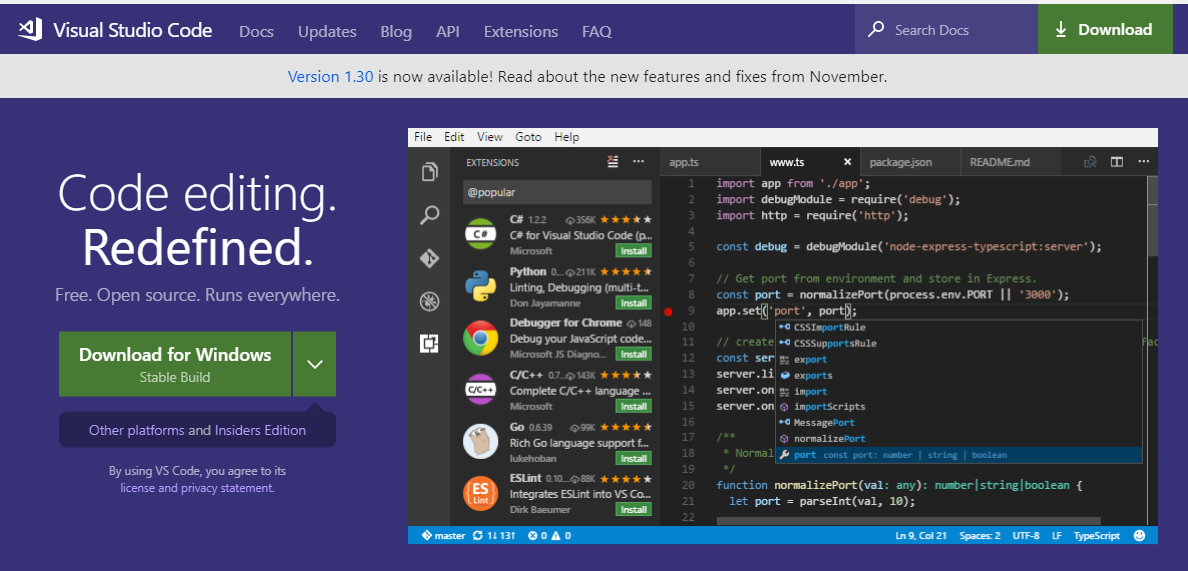 Visual Studio Code Docs Updates Blog API Extensions FAQ Search Docs Download
Version 1.30 is now available! Read about the new features and fixes from November.
Code editing.
Redefined.
Free. Open source. Runs everywhere.
Download for Windows
Stable Build
Other platforms and Insiders Edition
By using VS Code, you agree to its
license and privacy statement.
File Edit View Goto Help
EXTENSIONS
@popular
C# 1.2.2 356K
C# for Visual Studio Code (p...
Microsoft Install
Python 0... 211K
Linting, Debugging (multi-t...
Don Jayamanne Install
Debugger for Chrome 148
Debug your JavaScript code...
Microsoft JS Diagno... Install
C/C++ 0.7... 143K
Complete C/C++ language ...
Microsoft Install
Go 0.6.39 99K
Rich Go language support f...
lukehoban Install
ESLint 0.10... 88K
Integrates ESLint into VS Co...
Dirk Baeumer Install
app.ts www.ts package.json README.md
1 import app from './app';
2 import debugModule = require('debug');
3 import http = require('http');
4
5 const debug = debugModule('node-express-typescript:server');
6
7 // Get port from environment and store in Express.
8 const port = normalizePort(process.env.PORT || '3000');
9 app.set('port', port);
10
11 // create fac
12 const ser
13 server.li
14 server.on
15 server.on
16
17 /**
18 * Normal
19 */
20 function normalizePort(val: any): number|string|boolean {
21 let port = parseInt(val, 10);
22
CSSImportRule
CSSSupportsRule
export
exports
import
importScripts
MessagePort
normalizePort
port const port: number | string | boolean
master 1↓ 13↑ 0 0 Ln 9, Col 21 Spaces: 2 UTF-8 LF TypeScript